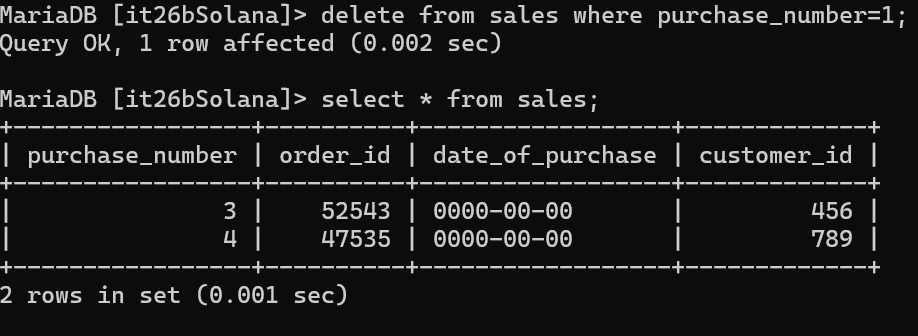 MariaDB [it26bSolana]> delete from sales where purchase_number=1;
Query OK, 1 row affected (0.002 sec)

MariaDB [it26bSolana]> select * from sales;
+-----------------+----------+------------------+-------------+
| purchase_number | order_id | date_of_purchase | customer_id |
+-----------------+----------+------------------+-------------+
|               3 |    52543 | 0000-00-00       |         456 |
|               4 |    47535 | 0000-00-00       |         789 |
+-----------------+----------+------------------+-------------+
2 rows in set (0.001 sec)